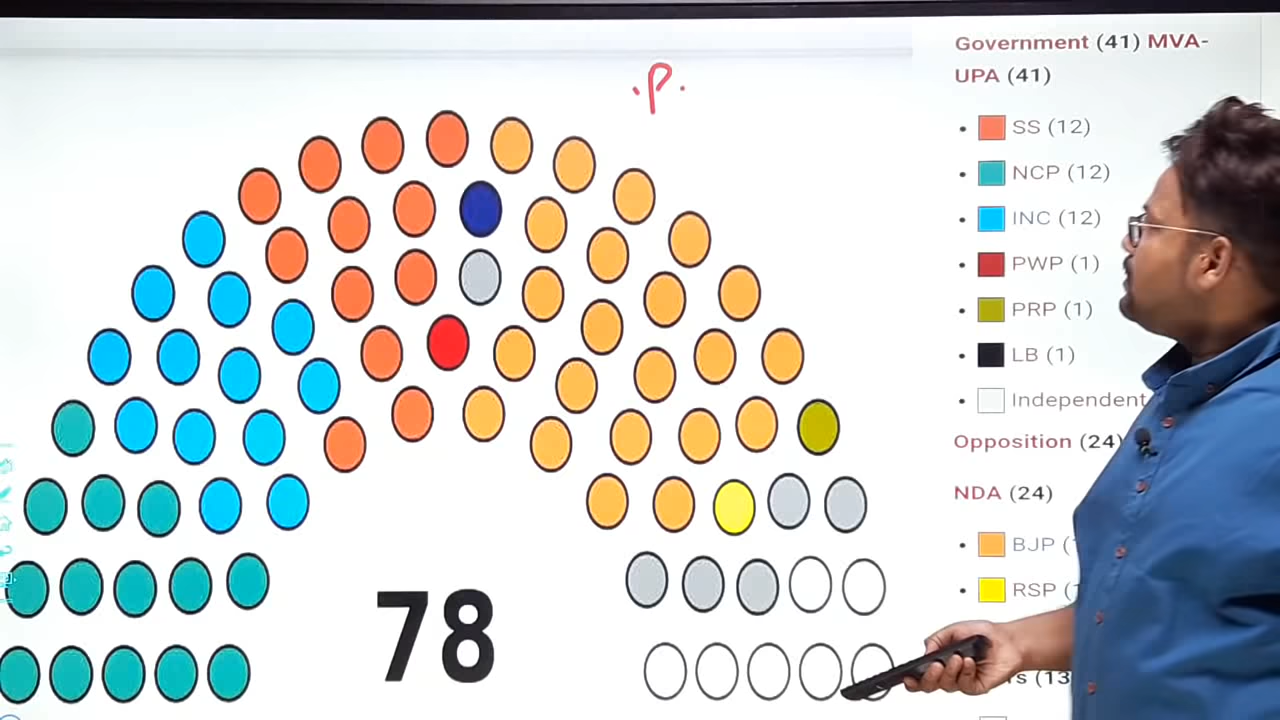 .P.
Government (41) MVA-
UPA (41)
SS (12)
NCP (12)
INC (12)
PWP (1)
PRP (1)
LB (1)
Independent
Opposition (24)
NDA (24)
BJP (
RSP (
(13
78